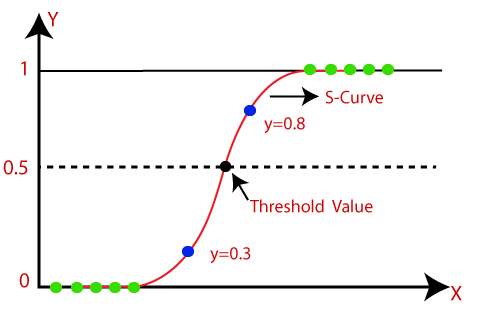 Y
1
S-Curve
y=0.8
0.5
Threshold Value
y=0.3
0
X